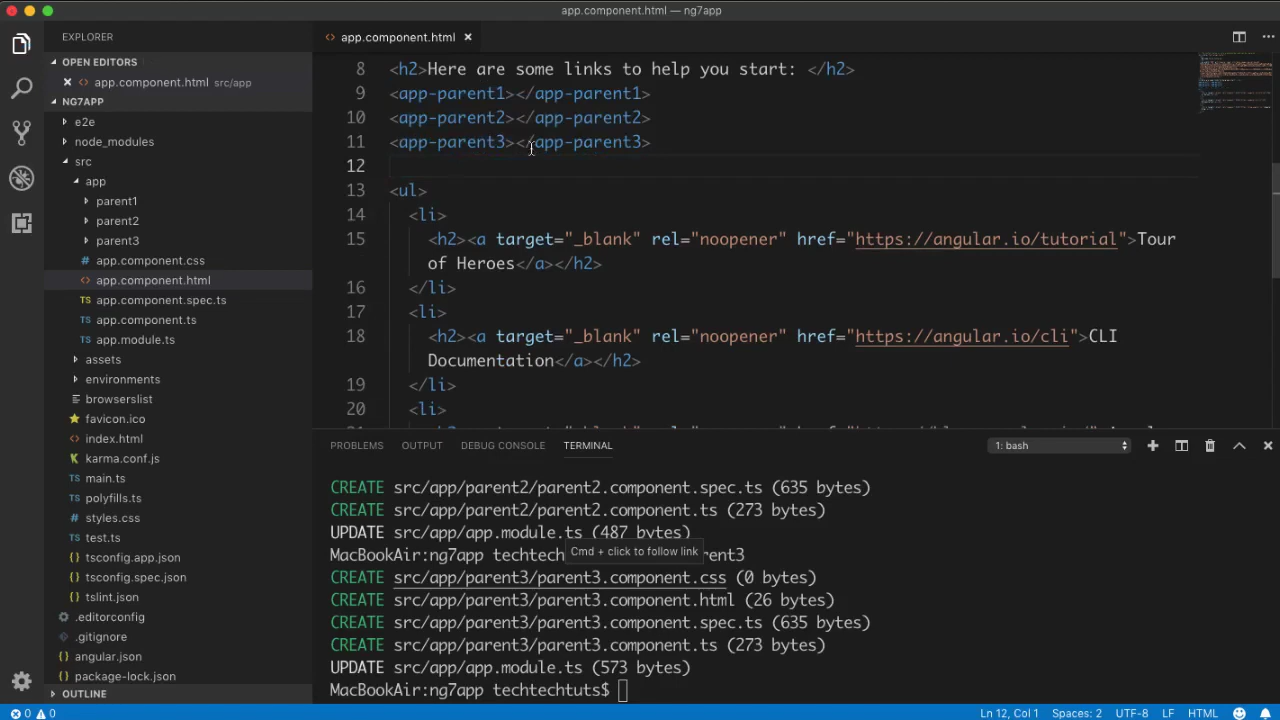 app.component.html — ng7app
EXPLORER
OPEN EDITORS
app.component.html src/app
NG7APP
e2e
node_modules
src
app
parent1
parent2
parent3
# app.component.css
<> app.component.html
TS app.component.spec.ts
TS app.component.ts
TS app.module.ts
assets
environments
browserslist
favicon.ico
<> index.html
karma.conf.js
TS main.ts
TS polyfills.ts
# styles.css
TS test.ts
{} tsconfig.app.json
{} tsconfig.spec.json
{} tslint.json
.editorconfig
.gitignore
{} angular.json
{} package-lock.json
OUTLINE
<> app.component.html
8 <h2>Here are some links to help you start: </h2>
9 <app-parent1></app-parent1>
10 <app-parent2></app-parent2>
11 <app-parent3></app-parent3>
12
13 <ul>
14 <li>
15 <h2><a target="_blank" rel="noopener" href="https://angular.io/tutorial">Tour
of Heroes</a></h2>
16 </li>
17 <li>
18 <h2><a target="_blank" rel="noopener" href="https://angular.io/cli">CLI
Documentation</a></h2>
19 </li>
20 <li>
PROBLEMS OUTPUT DEBUG CONSOLE TERMINAL 1: bash
CREATE src/app/parent2/parent2.component.spec.ts (635 bytes)
CREATE src/app/parent2/parent2.component.ts (273 bytes)
UPDATE src/app/app.module.ts (487 bytes)
Cmd + click to follow link
MacBookAir:ng7app techtech rent3
CREATE src/app/parent3/parent3.component.css (0 bytes)
CREATE src/app/parent3/parent3.component.html (26 bytes)
CREATE src/app/parent3/parent3.component.spec.ts (635 bytes)
CREATE src/app/parent3/parent3.component.ts (273 bytes)
UPDATE src/app/app.module.ts (573 bytes)
MacBookAir:ng7app techtechtuts$
0 0 Ln 12, Col 1 Spaces: 2 UTF-8 LF HTML